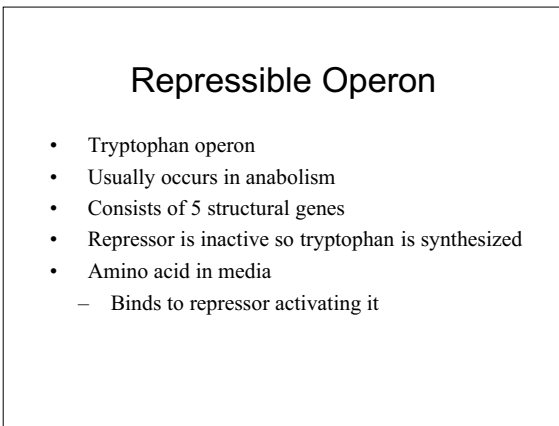 Repressible Operon
• Tryptophan operon
• Usually occurs in anabolism
• Consists of 5 structural genes
• Repressor is inactive so tryptophan is synthesized
• Amino acid in media
– Binds to repressor activating it